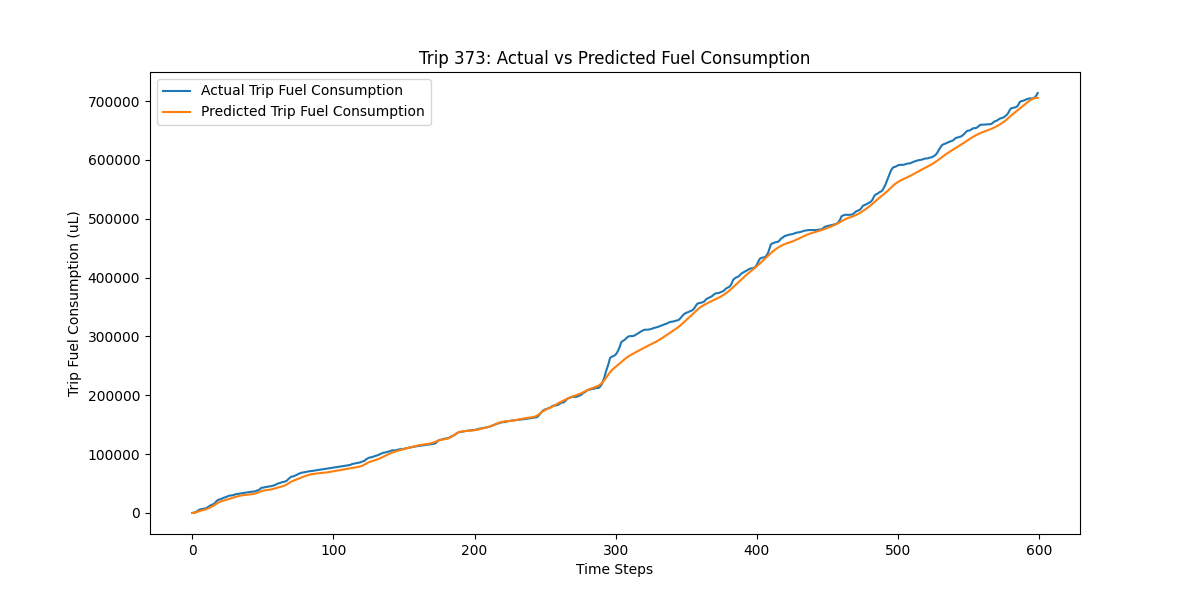 Trip 373: Actual vs Predicted Fuel Consumption
Actual Trip Fuel Consumption
Predicted Trip Fuel Consumption
Trip Fuel Consumption (uL)
700000
600000
500000
400000
300000
200000
100000
0
0 100 200 300 400 500 600
Time Steps